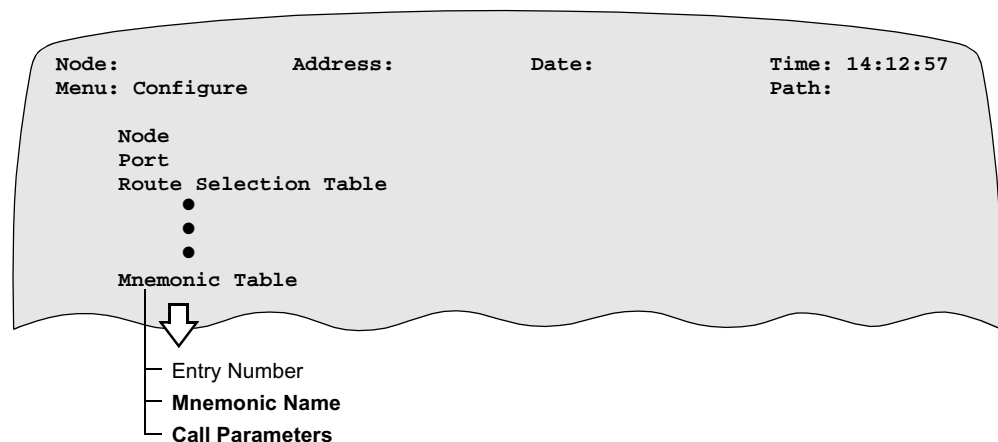 Node: Address: Date: Time: 14:12:57
Menu: Configure Path:
Node
Port
Route Selection Table
Mnemonic Table
Entry Number
Mnemonic Name
Call Parameters